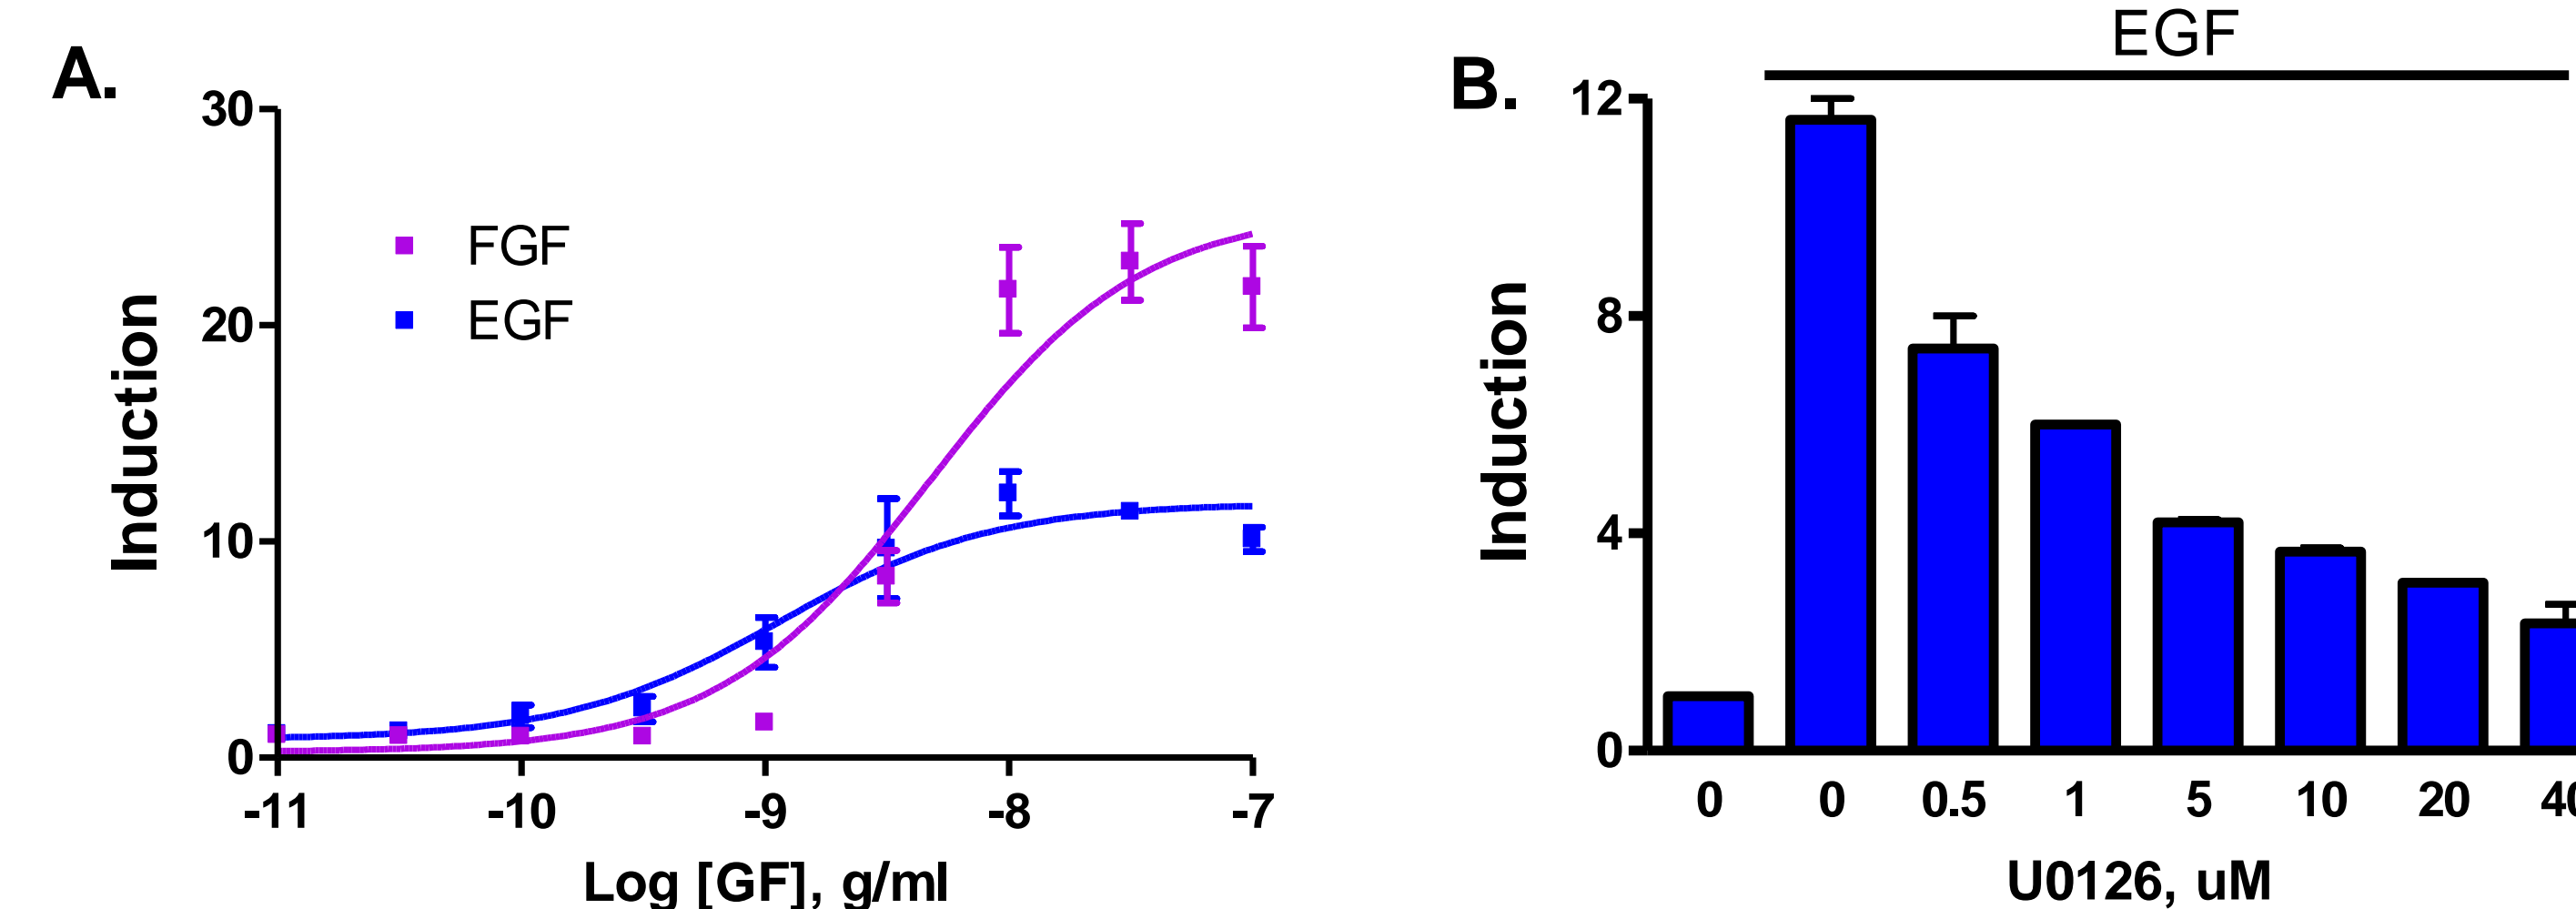 A.
30
20
10
0
Induction
FGF
EGF
-11 -10 -9 -8 -7
Log [GF], g/ml
B.
EGF
12
8
4
0
Induction
0 0 0.5 1 5 10 20 40
U0126, uM